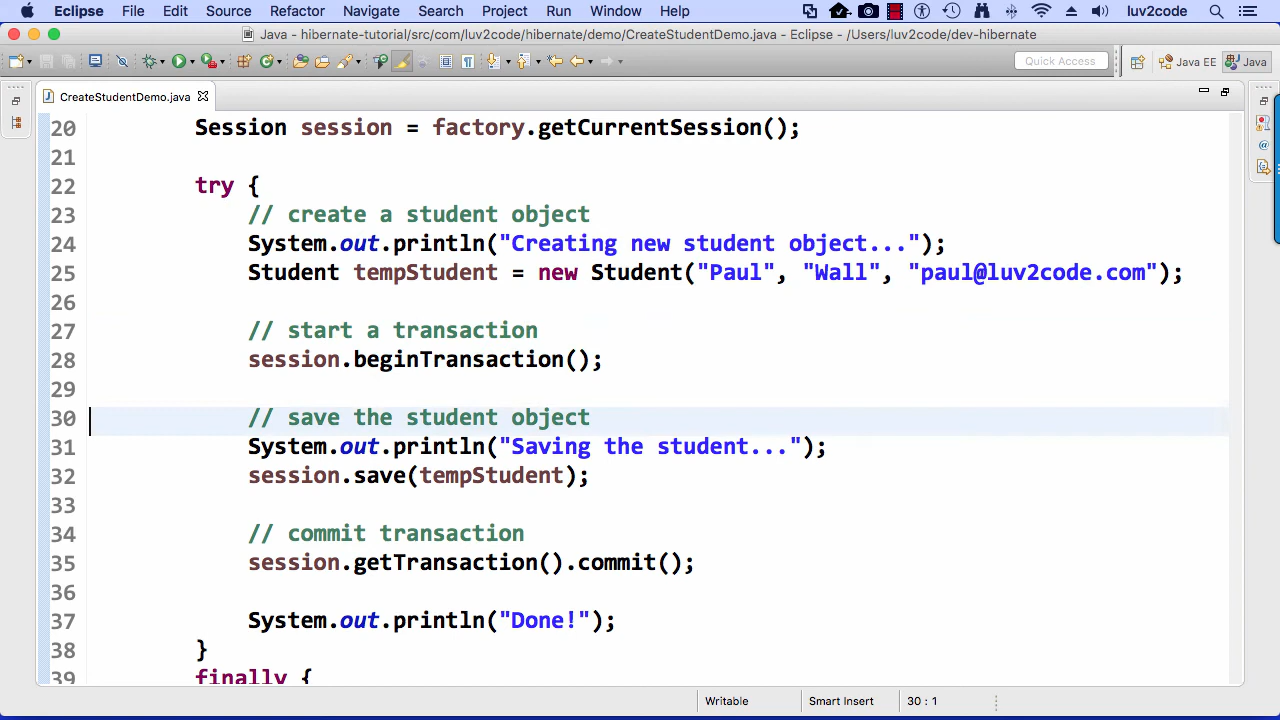 Eclipse File Edit Source Refactor Navigate Search Project Run Window Help luv2code
Java - hibernate-tutorial/src/com/luv2code/hibernate/demo/CreateStudentDemo.java - Eclipse - /Users/luv2code/dev-hibernate
Quick Access Java EE Java
CreateStudentDemo.java
20 Session session = factory.getCurrentSession();
21
22 try {
23 // create a student object
24 System.out.println("Creating new student object...");
25 Student tempStudent = new Student("Paul", "Wall", "paul@luv2code.com");
26
27 // start a transaction
28 session.beginTransaction();
29
30 // save the student object
31 System.out.println("Saving the student...");
32 session.save(tempStudent);
33
34 // commit transaction
35 session.getTransaction().commit();
36
37 System.out.println("Done!");
38 }
39 finally {
Writable Smart Insert 30 : 1